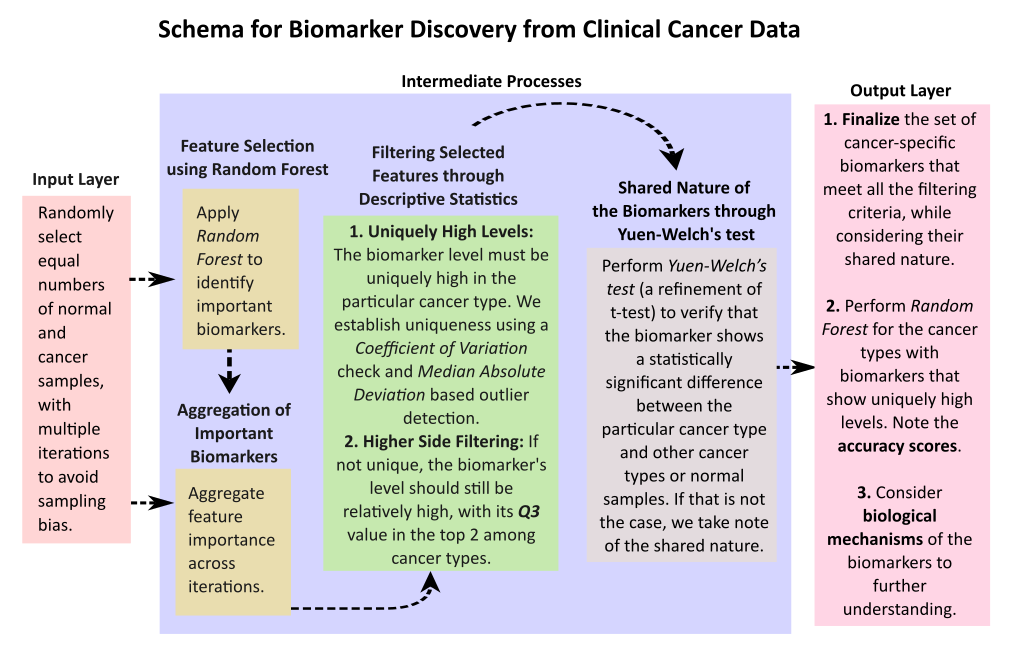 Schema for Biomarker Discovery from Clinical Cancer Data
Intermediate Processes
Input Layer
Randomly
select
equal
numbers
of normal
and
cancer
samples,
with
multiple
iterations
to avoid
sampling
bias.
Feature Selection
using Random Forest
Apply
Random
Forest to
identify
important
biomarkers.
Aggregation of
Important
Biomarkers
Aggregate
feature
importance
across
iterations.
Filtering Selected
Features through
Descriptive Statistics
1. Uniquely High Levels:
The biomarker level must be
uniquely high in the
particular cancer type. We
establish uniqueness using a
Coefficient of Variation
check and Median Absolute
Deviation based outlier
detection.
2. Higher Side Filtering: If
not unique, the biomarker's
level should still be
relatively high, with its Q3
value in the top 2 among
cancer types.
Shared Nature of
the Biomarkers through
Yuen-Welch's test
Perform Yuen-Welch’s
test (a refinement of
t-test) to verify that
the biomarker shows
a statistically
significant difference
between the
particular cancer type
and other cancer
types or normal
samples. If that is not
the case, we take note
of the shared nature.
Output Layer
1. Finalize the set of
cancer-specific
biomarkers that
meet all the filtering
criteria, while
considering their
shared nature.
2. Perform Random
Forest for the cancer
types with
biomarkers that
show uniquely high
levels. Note the
accuracy scores.
3. Consider
biological
mechanisms of the
biomarkers to
further
understanding.